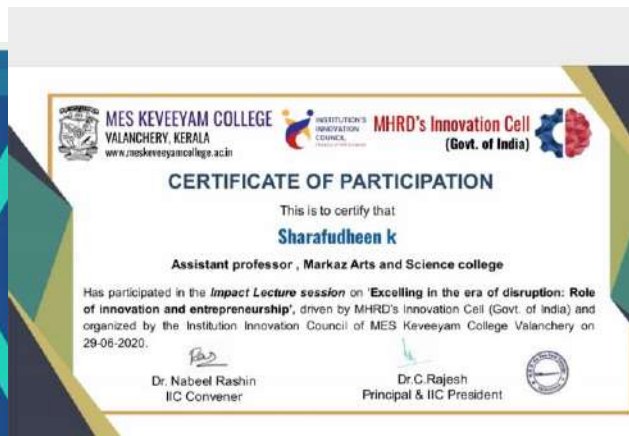 MES KEVEEYAM COLLEGE
VALANCHERY, KERALA
www.meskeveeyamcollege.ac.in
INSTITUTION'S
INNOVATION
COUNCIL
MHRD's Innovation Cell
(Govt. of India)
CERTIFICATE OF PARTICIPATION
This is to certify that
Sharafudheen k
Assistant professor , Markaz Arts and Science college
Has participated in the Impact Lecture session on 'Excelling in the era of disruption: Role
of innovation and entrepreneurship', driven by MHRD's Innovation Cell (Govt. of India) and
organized by the Institution Innovation Council of MES Keveeyam College Valanchery on
29-06-2020.
Dr. Nabeel Rashin
IIC Convener
Dr.C.Rajesh
Principal & IIC President